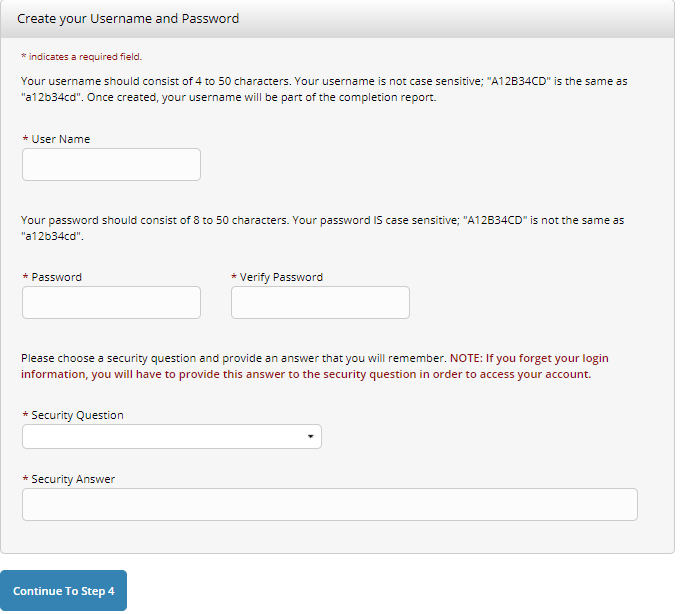 Create your Username and Password
* indicates a required field.
Your username should consist of 4 to 50 characters. Your username is not case sensitive; "A12B34CD" is the same as
"a12b34cd". Once created, your username will be part of the completion report.
* User Name
Your password should consist of 8 to 50 characters. Your password IS case sensitive; "A12B34CD" is not the same as
"a12b34cd".
* Password * Verify Password
Please choose a security question and provide an answer that you will remember. NOTE: If you forget your login
information, you will have to provide this answer to the security question in order to access your account.
* Security Question
* Security Answer
Continue To Step 4